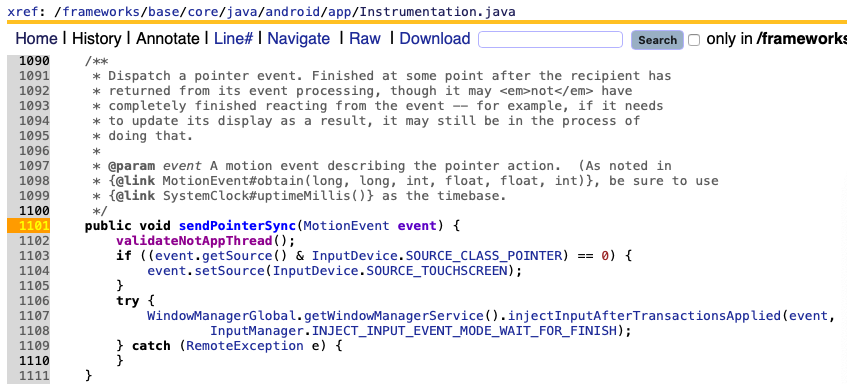 xref: /frameworks/base/core/java/android/app/Instrumentation.java
Home | History | Annotate | Line# | Navigate | Raw | Download Search only in /frameworks
1090 /**
1091 * Dispatch a pointer event. Finished at some point after the recipient has
1092 * returned from its event processing, though it may <em>not</em> have
1093 * completely finished reacting from the event -- for example, if it needs
1094 * to update its display as a result, it may still be in the process of
1095 * doing that.
1096 *
1097 * @param event A motion event describing the pointer action.  (As noted in
1098 * {@link MotionEvent#obtain(long, long, int, float, float, int)}, be sure to use
1099 * {@link SystemClock#uptimeMillis()} as the timebase.
1100 */
1101 public void sendPointerSync(MotionEvent event) {
1102 validateNotAppThread();
1103 if ((event.getSource() & InputDevice.SOURCE_CLASS_POINTER) == 0) {
1104 event.setSource(InputDevice.SOURCE_TOUCHSCREEN);
1105 }
1106 try {
1107 WindowManagerGlobal.getWindowManagerService().injectInputAfterTransactionsApplied(event,
1108 InputManager.INJECT_INPUT_EVENT_MODE_WAIT_FOR_FINISH);
1109 } catch (RemoteException e) {
1110 }
1111 }